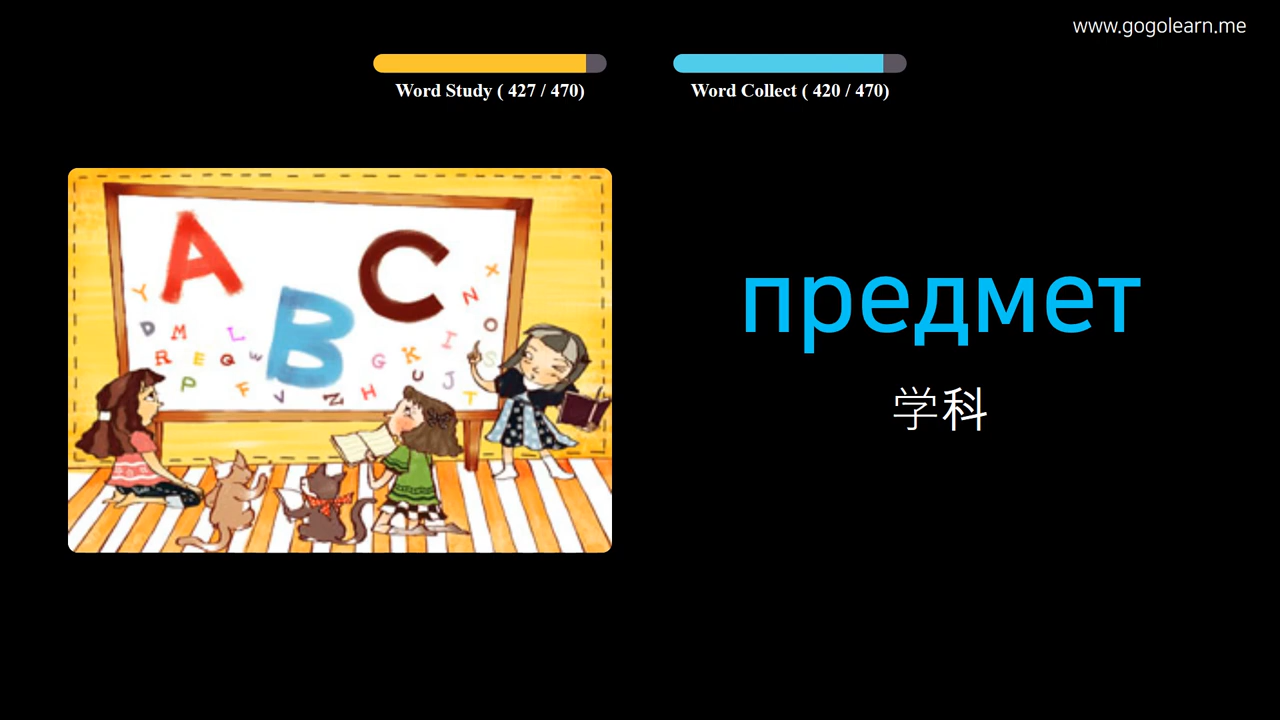 www.gogolearn.me
Word Study ( 427 / 470)
Word Collect ( 420 / 470)
A
C
B
Y
X
N
D
M
L
O
I
R
E
Q
W
G
K
S
P
F
U
J
V
Z
H
T
предмет
学科